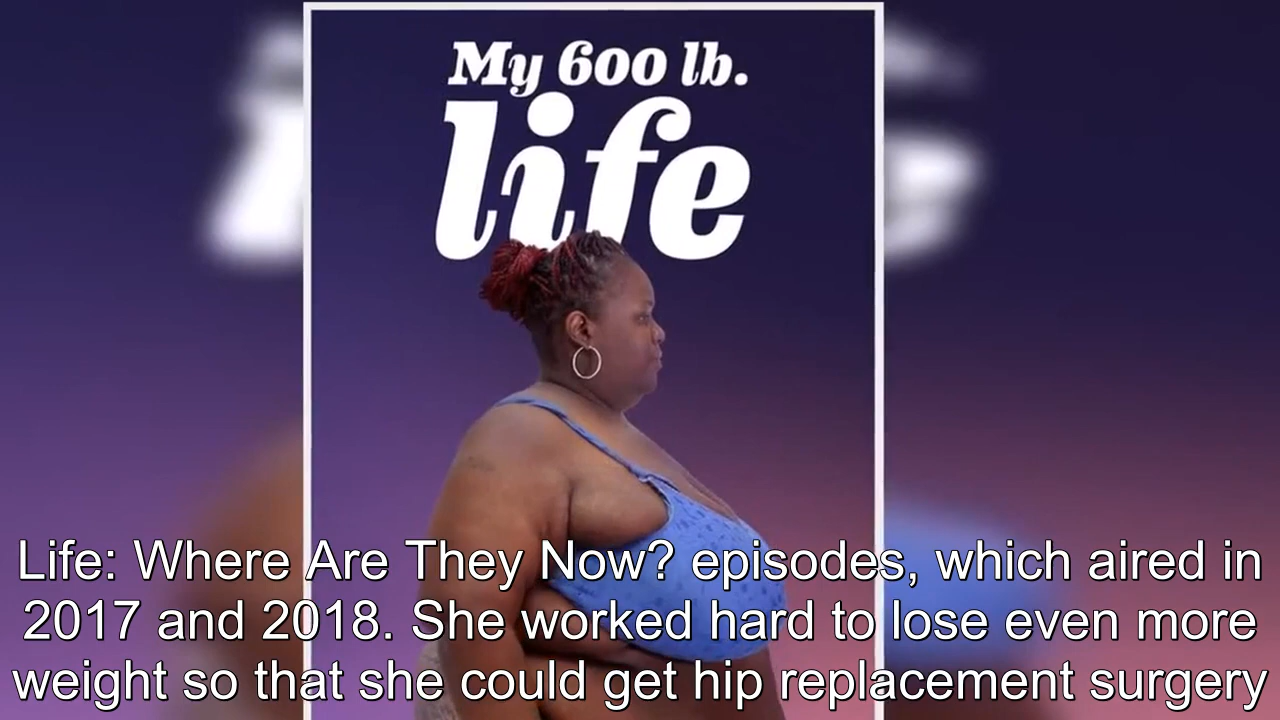 My 600 lb.
life
Life: Where Are They Now? episodes, which aired in
2017 and 2018. She worked hard to lose even more
weight so that she could get hip replacement surgery